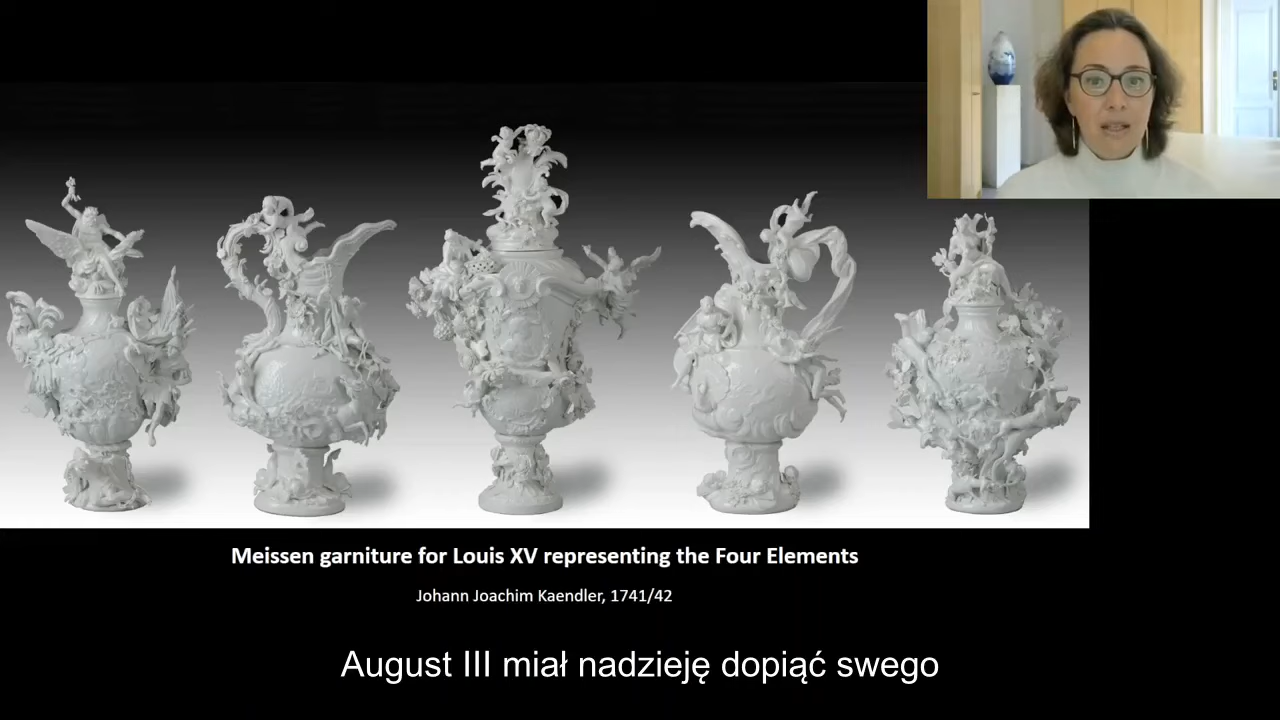 Meissen garniture for Louis XV representing the Four Elements
Johann Joachim Kaendler, 1741/42
August III miał nadzieję dopiąć swego